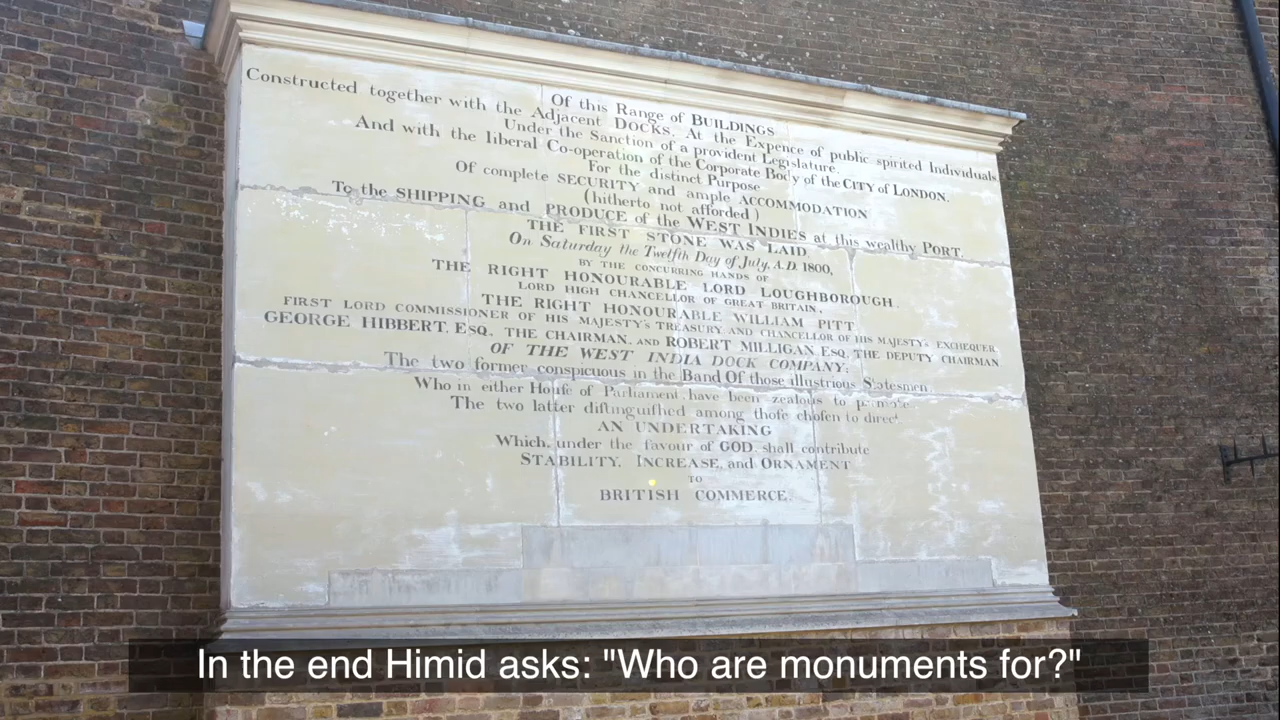 Of this Range of BUILDINGS
Constructed together with the Adjacent DOCKS, At the Expence of public spirited Individuals
Under the Sanction of a provident Legislature,
And with the liberal Co-operation of the Corporate Body of the CITY of LONDON.
For the distinct Purpose
Of complete SECURITY and ample ACCOMMODATION
(hitherto not afforded)
To the SHIPPING and PRODUCE of the WEST INDIES at this wealthy PORT.
THE FIRST STONE WAS LAID
On Saturday the Twelfth Day of July, A.D. 1800,
BY THE CONCURRING HANDS OF
THE RIGHT HONOURABLE LORD LOUGHBOROUGH.
LORD HIGH CHANCELLOR OF GREAT BRITAIN,
THE RIGHT HONOURABLE WILLIAM PITT
FIRST LORD COMMISSIONER OF HIS MAJESTY'S TREASURY AND CHANCELLOR OF HIS MAJESTY'S EXCHEQUER,
GEORGE HIBBERT, ESQ. THE CHAIRMAN, AND ROBERT MILLIGAN ESQ. THE DEPUTY CHAIRMAN
OF THE WEST INDIA DOCK COMPANY:
The two former conspicuous in the Band Of those illustrious Statesmen
Who in either Houſe of Parliament, have been zealous to promote
The two latter diſtinguiſhed among thoſe choſen to direct
AN UNDERTAKING
Which, under the favour of GOD, shall contribute
STABILITY, INCREASE, and ORNAMENT
TO
BRITISH COMMERCE.
In the end Himid asks: "Who are monuments for?"